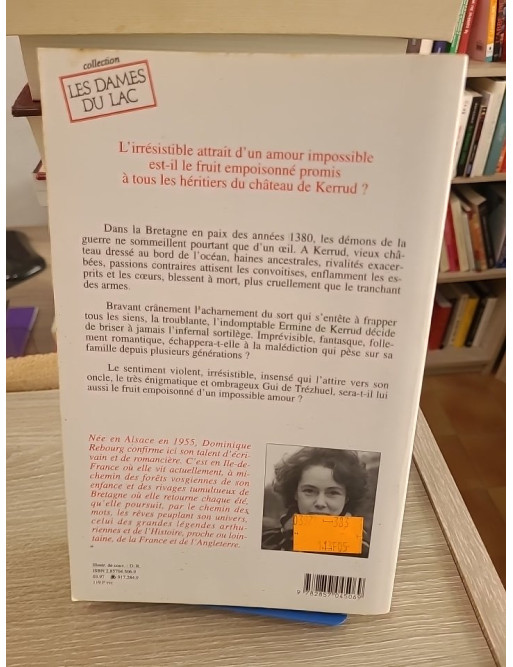 collection
LES DAMES
DU LAC
L'irrésistible attrait d'un amour impossible
est-il le fruit empoisonné promis
à tous les héritiers du château de Kerrud ?
Dans la Bretagne en paix des années 1380, les démons de la
guerre ne sommeillent pourtant que d'un œil. A Kerrud, vieux châ-
teau dressé au bord de l'océan, haines ancestrales, rivalités exacer-
bées, passions contraires attisent les convoitises, enflamment les es-
prits et les cœurs, blessent à mort, plus cruellement que le tranchant
des armes.
Bravant crânement l'acharnement du sort qui s'entête à frapper
tous les siens, la troublante, l'indomptable Ermine de Kerrud décide
de briser à jamais l'infernal sortilège. Imprévisible, fantasque, folle-
ment romantique, échappera-t-elle à la malédiction qui pèse sur sa
famille depuis plusieurs générations ?
Le sentiment violent, irrésistible, insensé qui l'attire vers son
oncle, le très énigmatique et ombrageux Gui de Trézhuel, sera-t-il lui
aussi le fruit empoisonné d'un impossible amour ?
Née en Alsace en 1955, Dominique
Rebourg confirme ici son talent d'écri-
vain et de romancière. C'est en Ile-de-
France où elle vit actuellement, à mi-
chemin des forêts vosgiennes de son
enfance et des rivages tumultueux de
Bretagne où elle retourne chaque été,
qu'elle poursuit, par le chemin des
mots, les rêves peuplant son univers,
celui des grandes légendes arthu-
riennes et de l'Histoire, proche ou loin-
taine, de la France et de l'Angleterre.
9 782857 045069